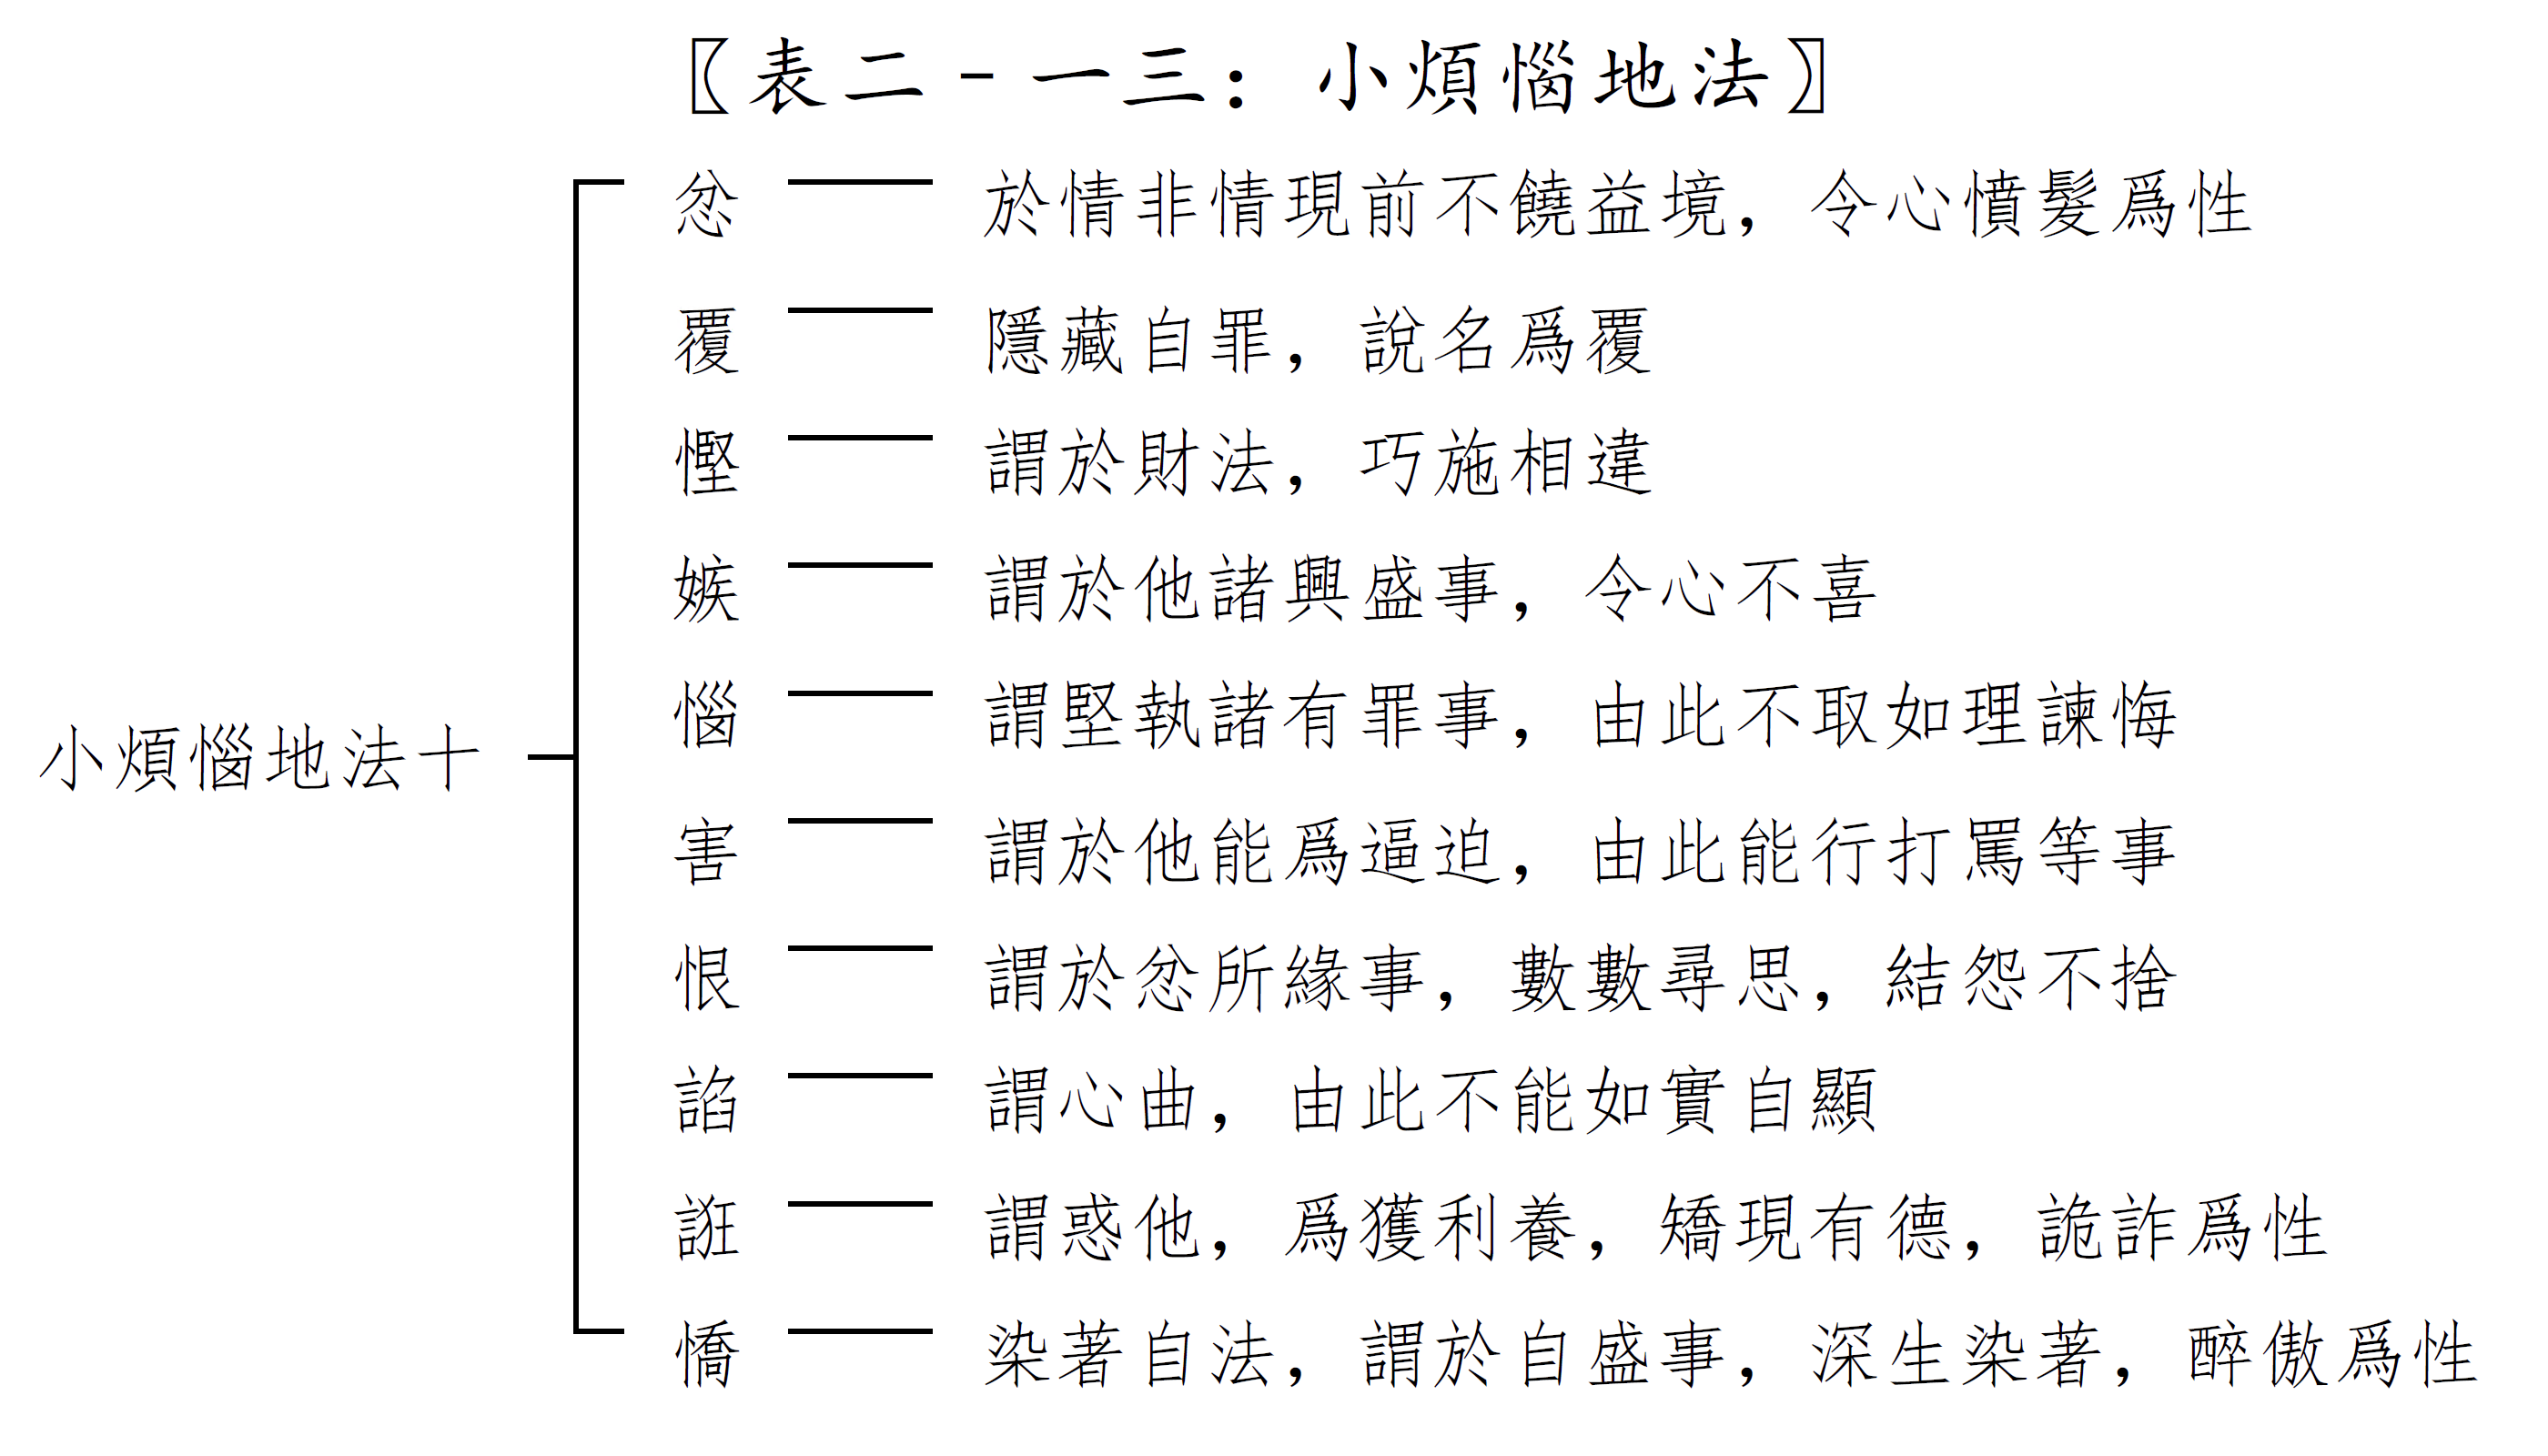 〖表二-一三：小煩惱地法〗
忿 於情非情現前不饒益境，令心憤髮爲性
覆 隱藏自罪，說名爲覆
慳 謂於財法，巧施相違
嫉 謂於他諸興盛事，令心不喜
惱 謂堅執諸有罪事，由此不取如理諫悔
小煩惱地法十
害 謂於他能爲逼迫，由此能行打罵等事
恨 謂於忿所緣事，數數尋思，結怨不捨
諂 謂心曲，由此不能如實自顯
誑 謂惑他，爲獲利養，矯現有德，詭詐爲性
憍 染著自法，謂於自盛事，深生染著，醉傲爲性